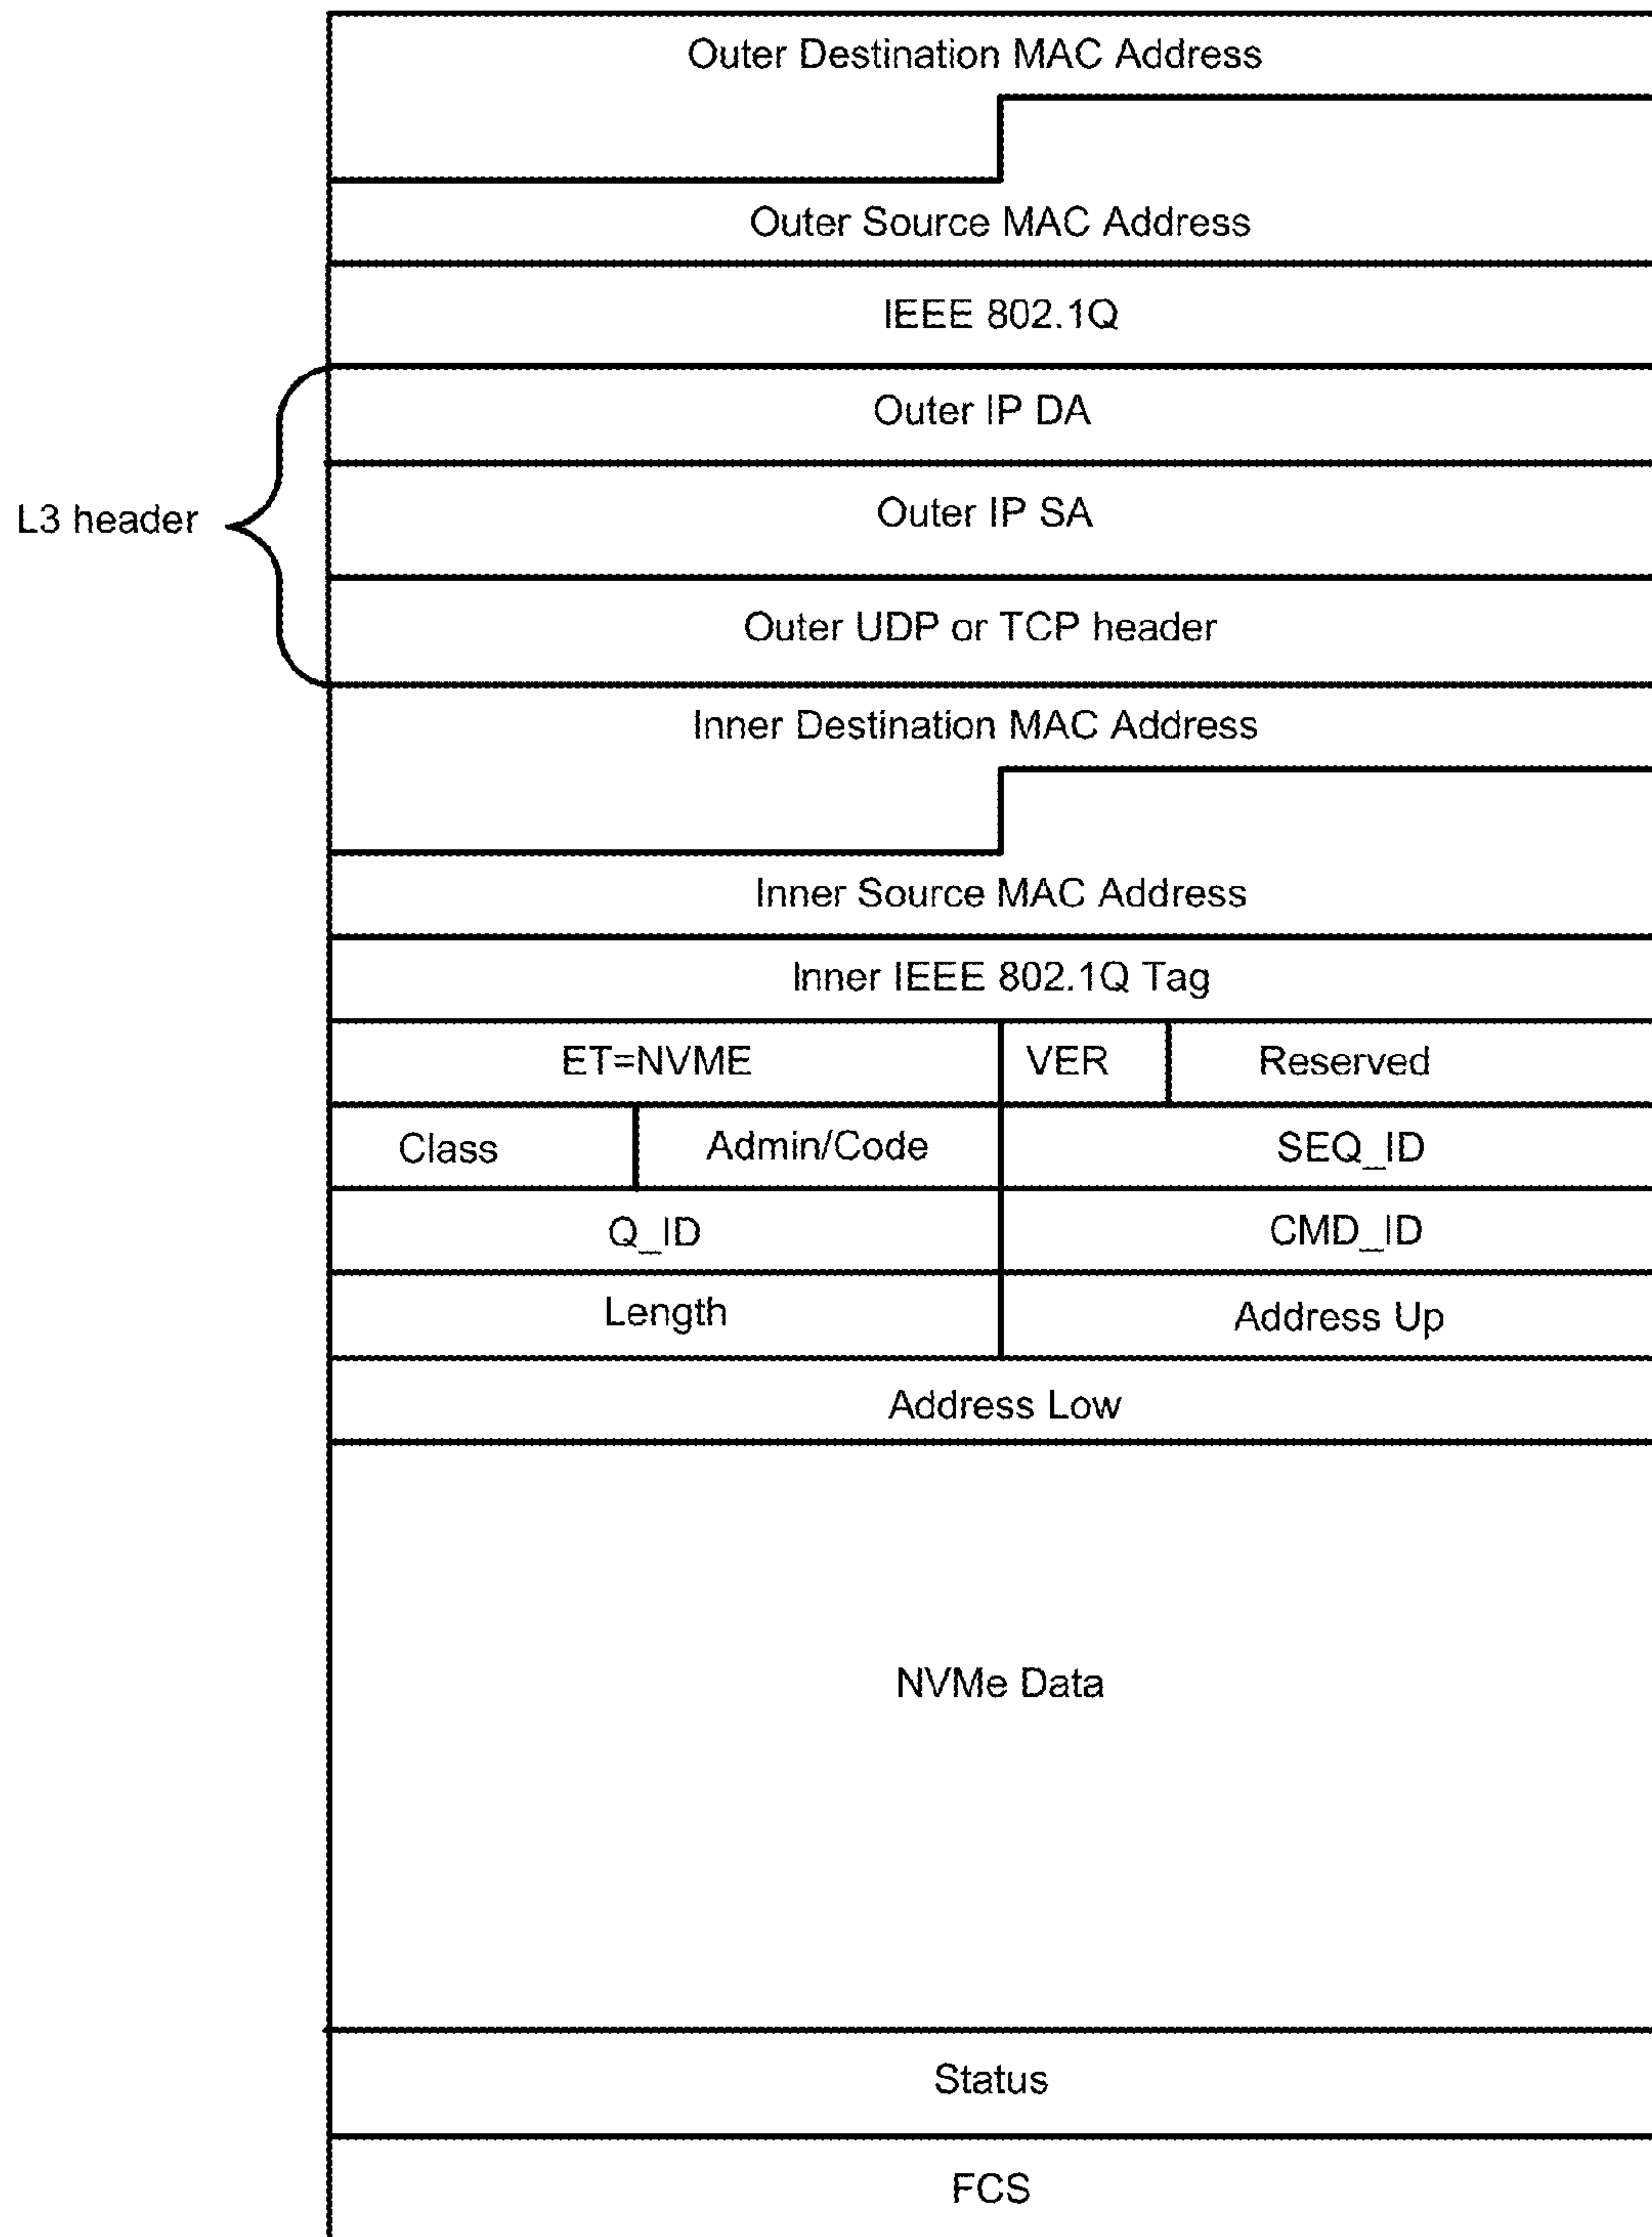 Outer Destination MAC Address
Outer Source MAC Address
IEEE 802.1Q
Outer IP DA
L3 header
Outer IP SA
Outer UDP or TCP header
Inner Destination MAC Address
Inner Source MAC Address
Inner IEEE 802.1Q Tag
ET=NVME VER Reserved
Class Admin/Code SEQ_ID
Q_ID CMD_ID
Length Address Up
Address Low
NVMe Data
Status
FCS